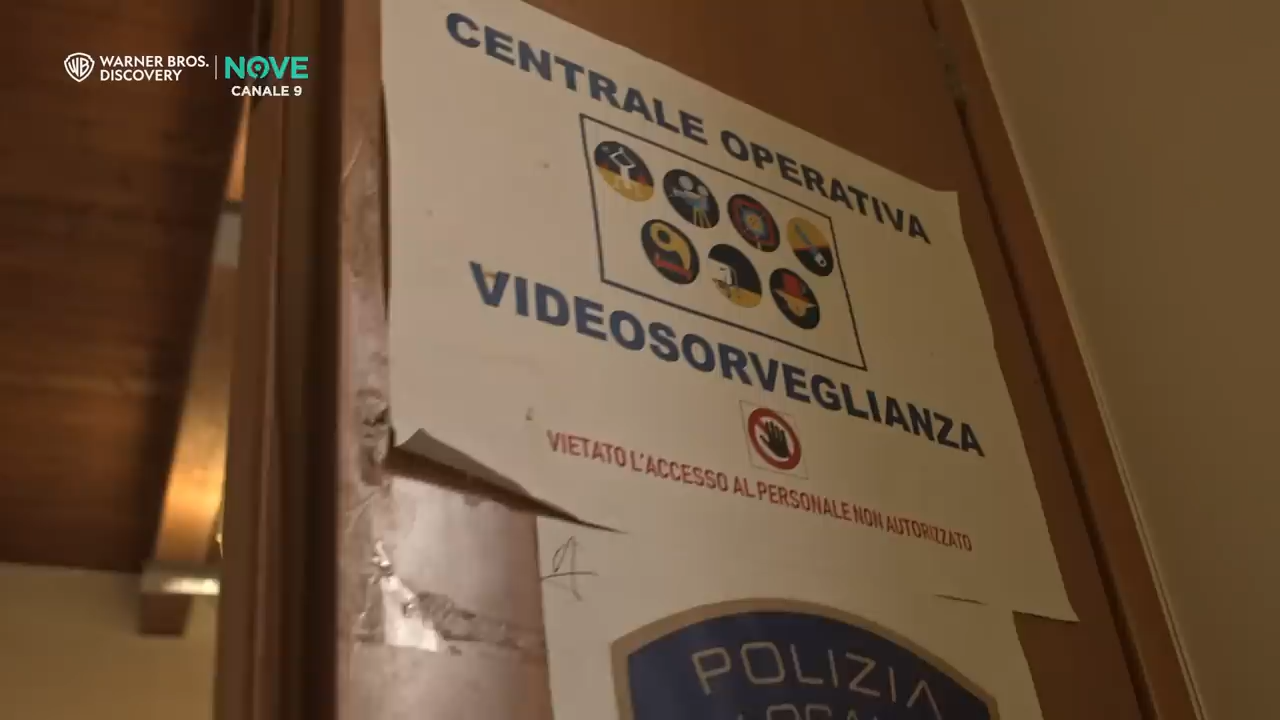 WARNER BROS.
DISCOVERY
NOVE
CANALE 9
CENTRALE OPERATIVA
VIDEOSORVEGLIANZA
VIETATO L'ACCESSO AL PERSONALE NON AUTORIZZATO
POLIZIA